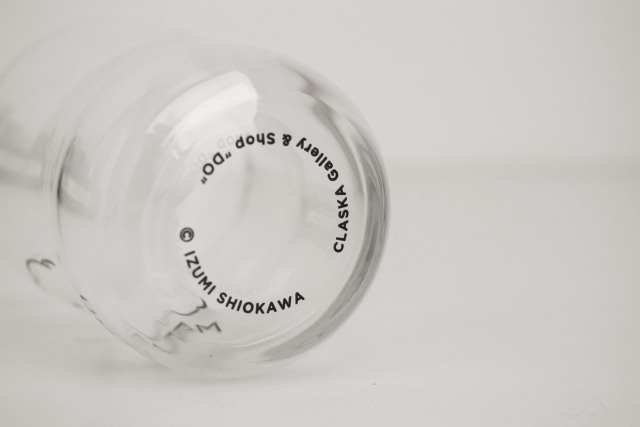 CLASKA Gallery & Shop "DO"
© IZUMI SHIOKAWA